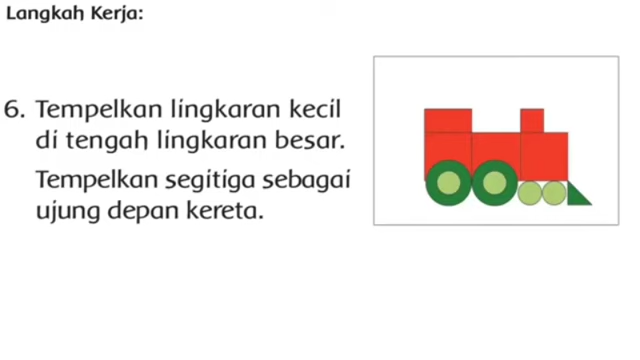 Langkah Kerja:
6. Tempelkan lingkaran kecil
di tengah lingkaran besar.
Tempelkan segitiga sebagai
ujung depan kereta.